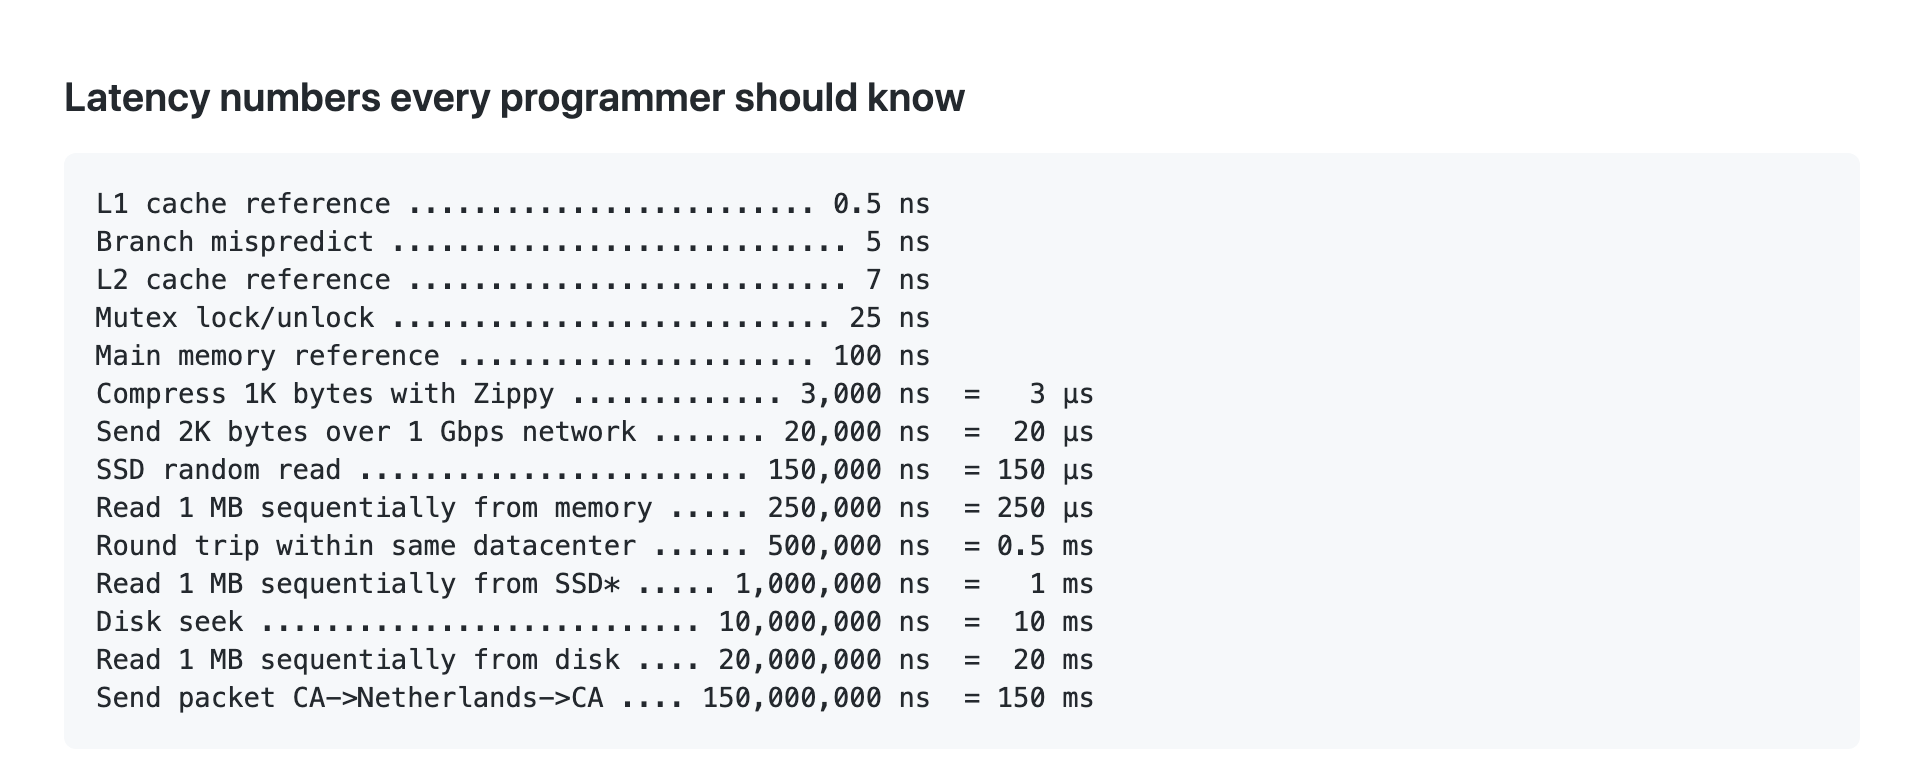 Latency numbers every programmer should know
L1 cache reference ......................... 0.5 ns
Branch mispredict ............................ 5 ns
L2 cache reference ........................... 7 ns
Mutex lock/unlock ........................... 25 ns
Main memory reference ...................... 100 ns
Compress 1K bytes with Zippy ............. 3,000 ns  =   3 µs
Send 2K bytes over 1 Gbps network ....... 20,000 ns  =  20 µs
SSD random read ........................ 150,000 ns  = 150 µs
Read 1 MB sequentially from memory ..... 250,000 ns  = 250 µs
Round trip within same datacenter ...... 500,000 ns  = 0.5 ms
Read 1 MB sequentially from SSD* ..... 1,000,000 ns  =   1 ms
Disk seek ........................... 10,000,000 ns  =  10 ms
Read 1 MB sequentially from disk .... 20,000,000 ns  =  20 ms
Send packet CA->Netherlands->CA .... 150,000,000 ns  = 150 ms